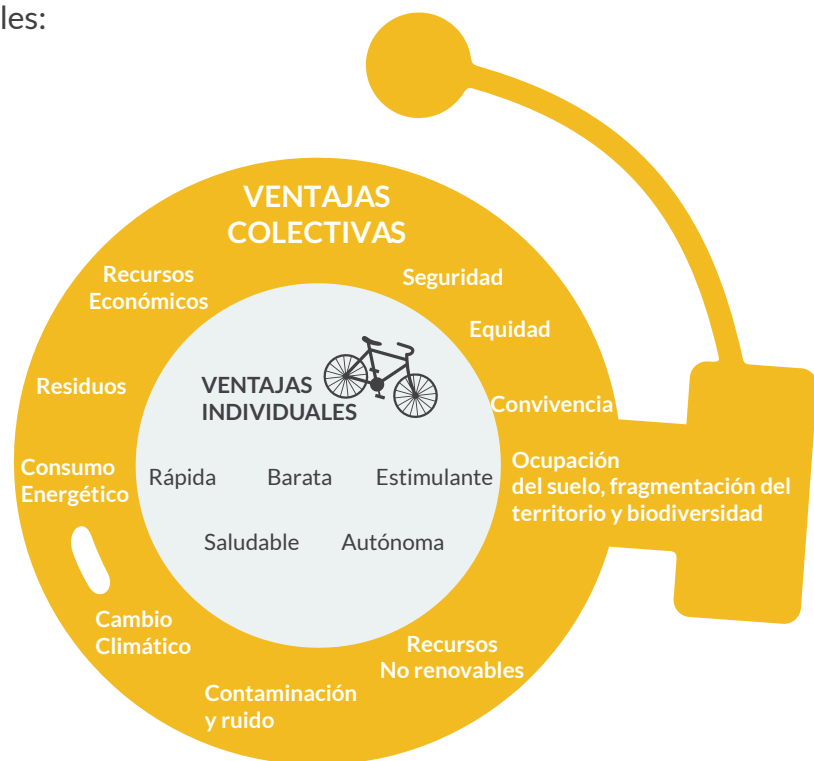 les:
VENTAJAS
COLECTIVAS
Recursos
Económicos
Seguridad
Equidad
Residuos
Convivencia
VENTAJAS
INDIVIDUALES
Consumo
Energético
Rápida Barata Estimulante
Saludable Autónoma
Ocupación
del suelo, fragmentación del
territorio y biodiversidad
Cambio
Climático
Recursos
No renovables
Contaminación
y ruido